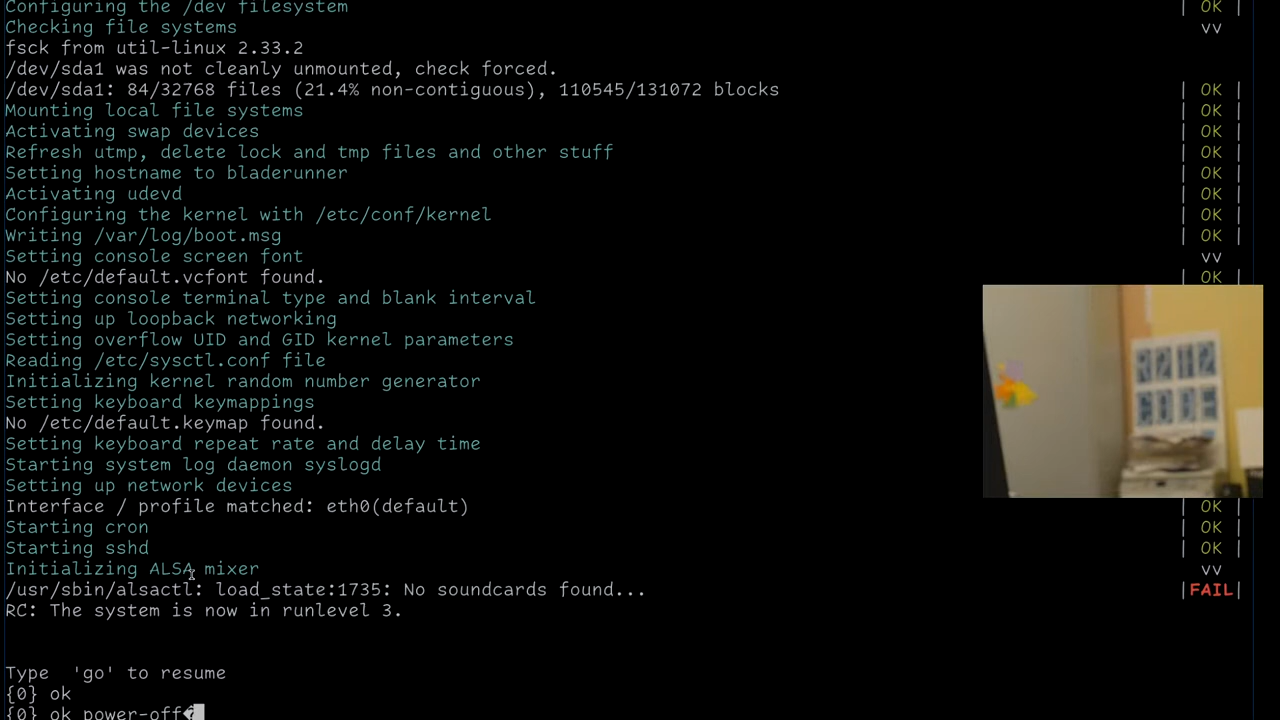 Configuring the /dev filesystem | OK |
Checking file systems vv
fsck from util-linux 2.33.2
/dev/sda1 was not cleanly unmounted, check forced.
/dev/sda1: 84/32768 files (21.4% non-contiguous), 110545/131072 blocks | OK |
Mounting local file systems | OK |
Activating swap devices | OK |
Refresh utmp, delete lock and tmp files and other stuff | OK |
Setting hostname to bladerunner | OK |
Activating udevd | OK |
Configuring the kernel with /etc/conf/kernel | OK |
Writing /var/log/boot.msg | OK |
Setting console screen font vv
No /etc/default.vcfont found. | OK |
Setting console terminal type and blank interval
Setting up loopback networking
Setting overflow UID and GID kernel parameters
Reading /etc/sysctl.conf file
Initializing kernel random number generator
Setting keyboard keymappings
No /etc/default.keymap found.
Setting keyboard repeat rate and delay time
Starting system log daemon syslogd
Setting up network devices
Interface / profile matched: eth0(default) | OK |
Starting cron | OK |
Starting sshd | OK |
Initializing ALSA mixer vv
/usr/sbin/alsactl: load_state:1735: No soundcards found... |FAIL|
RC: The system is now in runlevel 3.
Type 'go' to resume
{0} ok
{0} ok power-off�